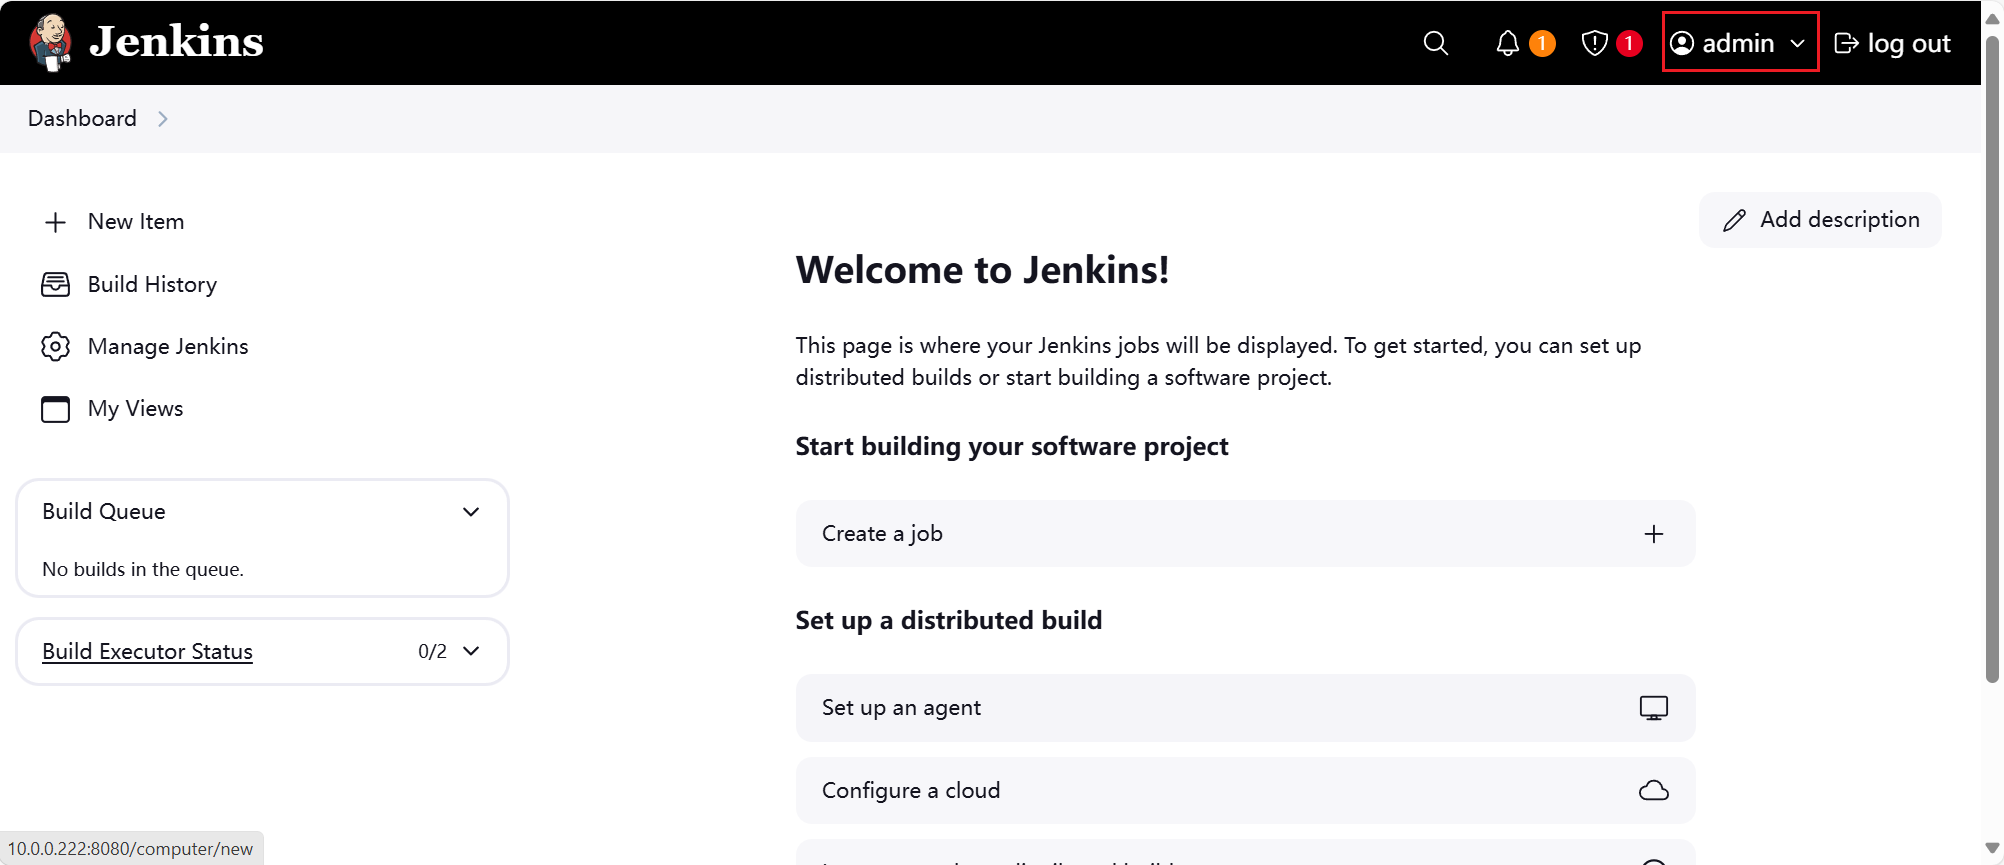 Jenkins
1
1
admin
log out
Dashboard
New Item
Add description
Build History
Manage Jenkins
My Views
Welcome to Jenkins!
This page is where your Jenkins jobs will be displayed. To get started, you can set up
distributed builds or start building a software project.
Start building your software project
Build Queue
No builds in the queue.
Create a job
Build Executor Status
0/2
Set up a distributed build
Set up an agent
Configure a cloud
10.0.0.222:8080/computer/new